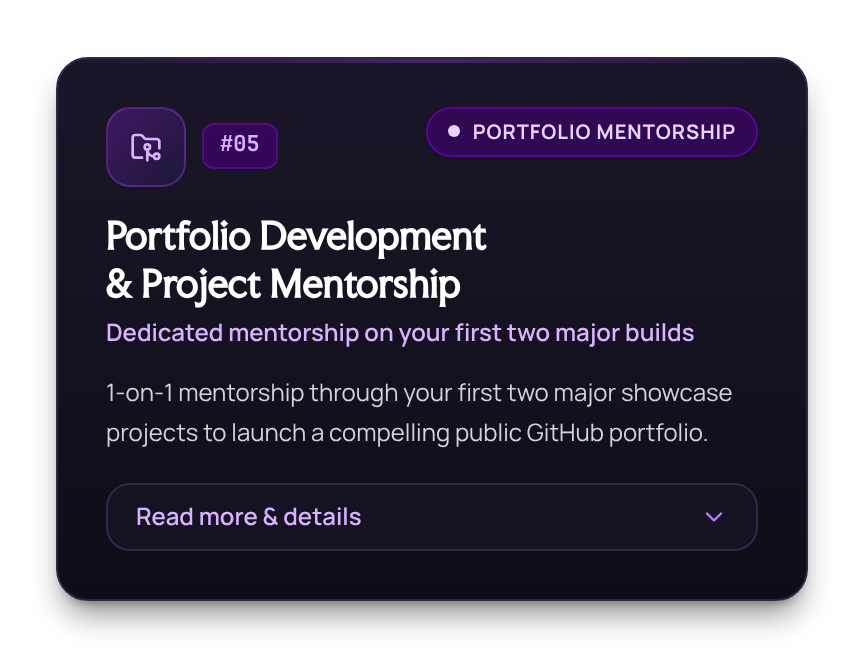 #05
PORTFOLIO MENTORSHIP
Portfolio Development
& Project Mentorship
Dedicated mentorship on your first two major builds
1-on-1 mentorship through your first two major showcase
projects to launch a compelling public GitHub portfolio.
Read more & details